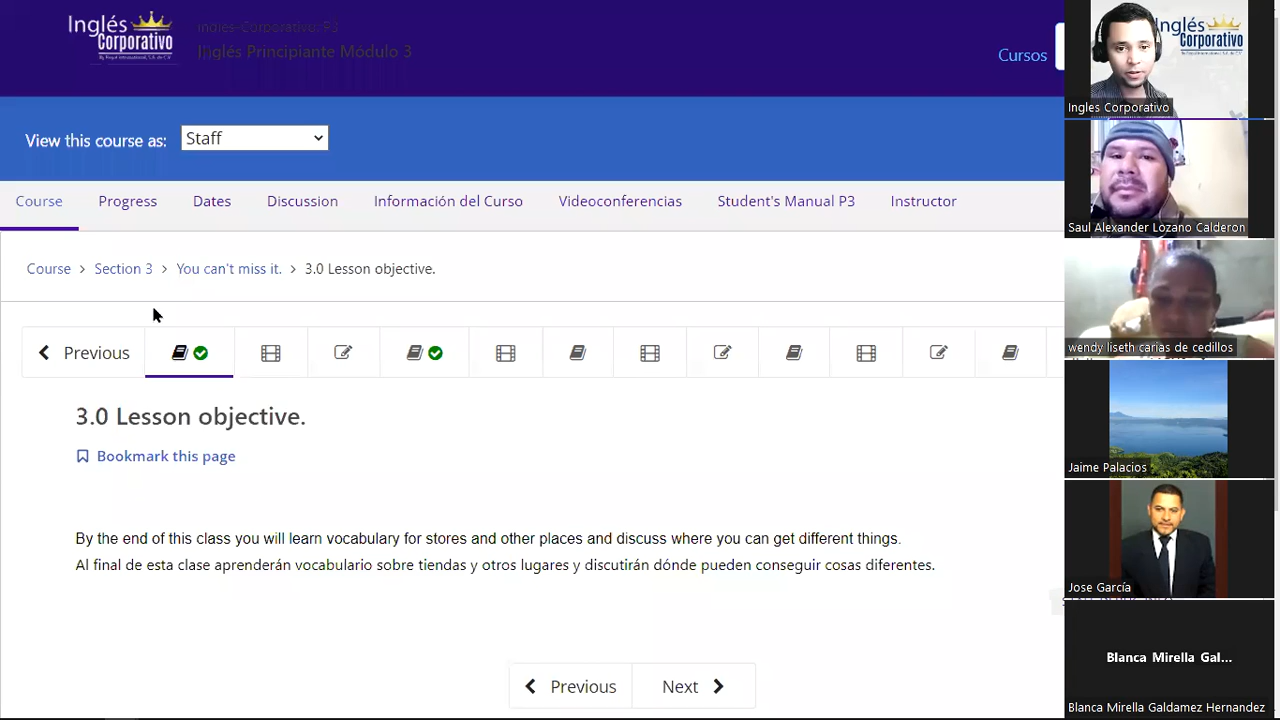 Inglés
Corporativo
Inglés Corporativo: P3
Inglés Principiante Módulo 3
Cursos
View this course as:
Staff
Course
Progress
Dates
Discussion
Información del Curso
Videoconferencias
Student's Manual P3
Instructor
Course > Section 3 > You can't miss it. > 3.0 Lesson objective.
Previous
3.0 Lesson objective.
Bookmark this page
By the end of this class you will learn vocabulary for stores and other places and discuss where you can get different things.
Al final de esta clase aprenderán vocabulario sobre tiendas y otros lugares y discutirán dónde pueden conseguir cosas diferentes.
Previous
Next
Inglés
Corporativo
Ingles Corporativo
Saul Alexander Lozano Calderon
wendy liseth carias de cedillos
Jaime Palacios
Jose García
Blanca Mirella Gal...
Blanca Mirella Galdamez Hernandez